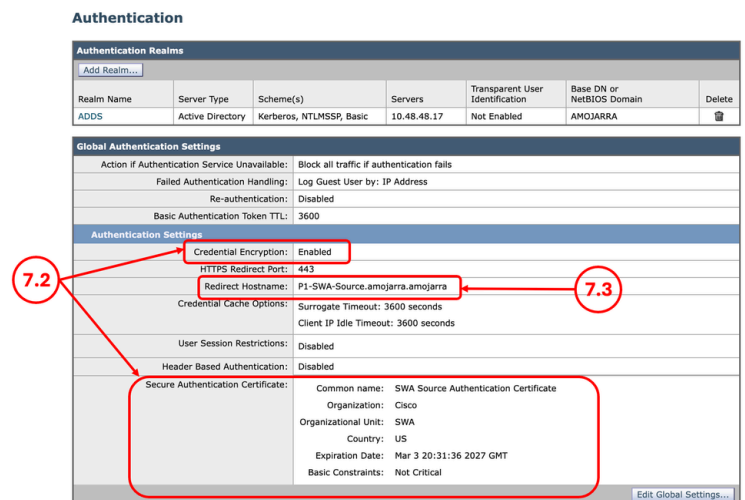 Authentication
Authentication Realms
Add Realm...
Realm Name Server Type Scheme(s) Servers Transparent User Identification Base DN or NetBIOS Domain Delete
ADDS Active Directory Kerberos, NTLMSSP, Basic 10.48.48.17 Not Enabled AMOJARRA
Global Authentication Settings
Action if Authentication Service Unavailable: Block all traffic if authentication fails
Failed Authentication Handling: Log Guest User by: IP Address
Re-authentication: Disabled
Basic Authentication Token TTL: 3600
Authentication Settings
Credential Encryption: Enabled
HTTPS Redirect Port: 443
7.2
Redirect Hostname: P1-SWA-Source.amojarra.amojarra
7.3
Credential Cache Options: Surrogate Timeout: 3600 seconds
Client IP Idle Timeout: 3600 seconds
User Session Restrictions: Disabled
Header Based Authentication: Disabled
Secure Authentication Certificate: Common name: SWA Source Authentication Certificate
Organization: Cisco
Organizational Unit: SWA
Country: US
Expiration Date: Mar 3 20:31:36 2027 GMT
Basic Constraints: Not Critical
Edit Global Settings...